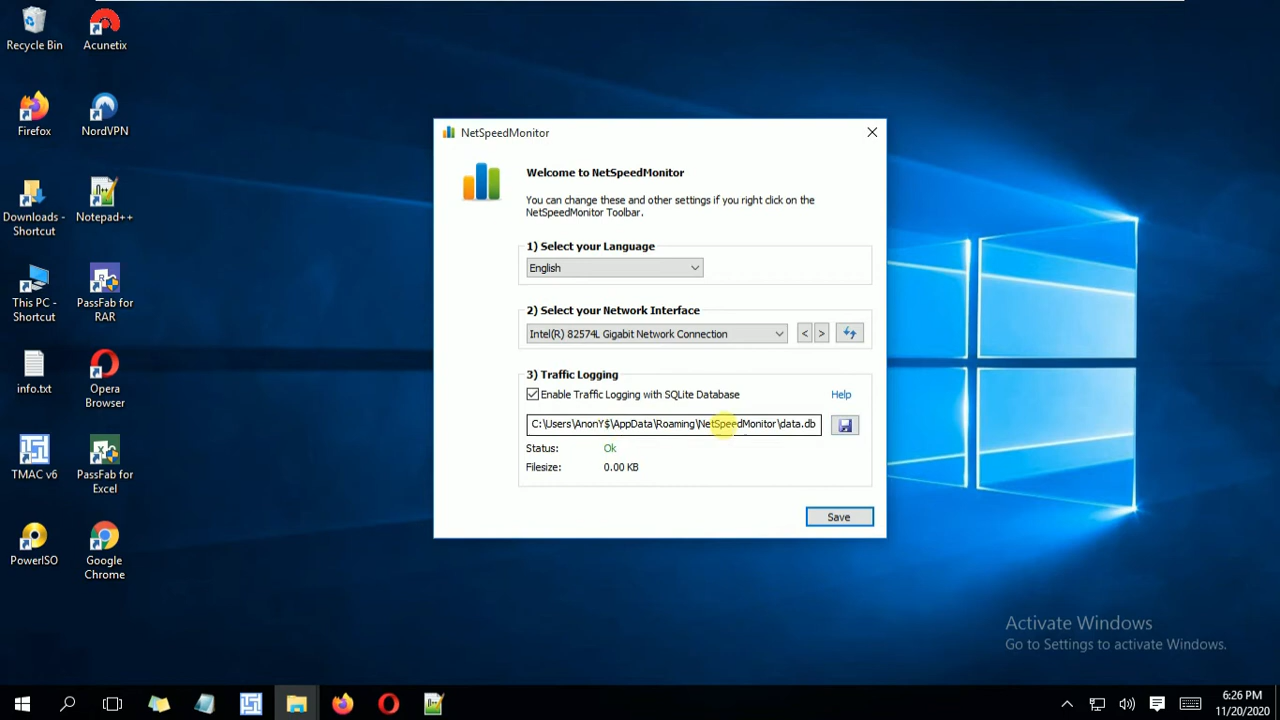 Recycle Bin
Acunetix
Firefox
NordVPN
Downloads -
Shortcut
Notepad++
This PC -
Shortcut
PassFab for
RAR
info.txt
Opera
Browser
TMAC v6
PassFab for
Excel
PowerISO
Google
Chrome
NetSpeedMonitor
Welcome to NetSpeedMonitor
You can change these and other settings if you right click on the
NetSpeedMonitor Toolbar.
1) Select your Language
English
2) Select your Network Interface
Intel(R) 82574L Gigabit Network Connection
< >
3) Traffic Logging
Enable Traffic Logging with SQLite Database
Help
C:\Users\AnonY$\AppData\Roaming\NetSpeedMonitor\data.db
Status: Ok
Filesize: 0.00 KB
Save
Activate Windows
Go to Settings to activate Windows.
6:26 PM
11/20/2020